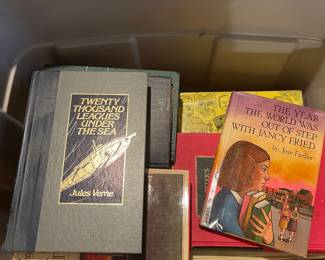 TWENTY
THOUSAND
LEAGUES
UNDER
THE SEA
Jules Verne
THE YEAR
THE WORLD WAS
OUT OF STEP
WITH JANCY FRIED
by Jean Fiedler